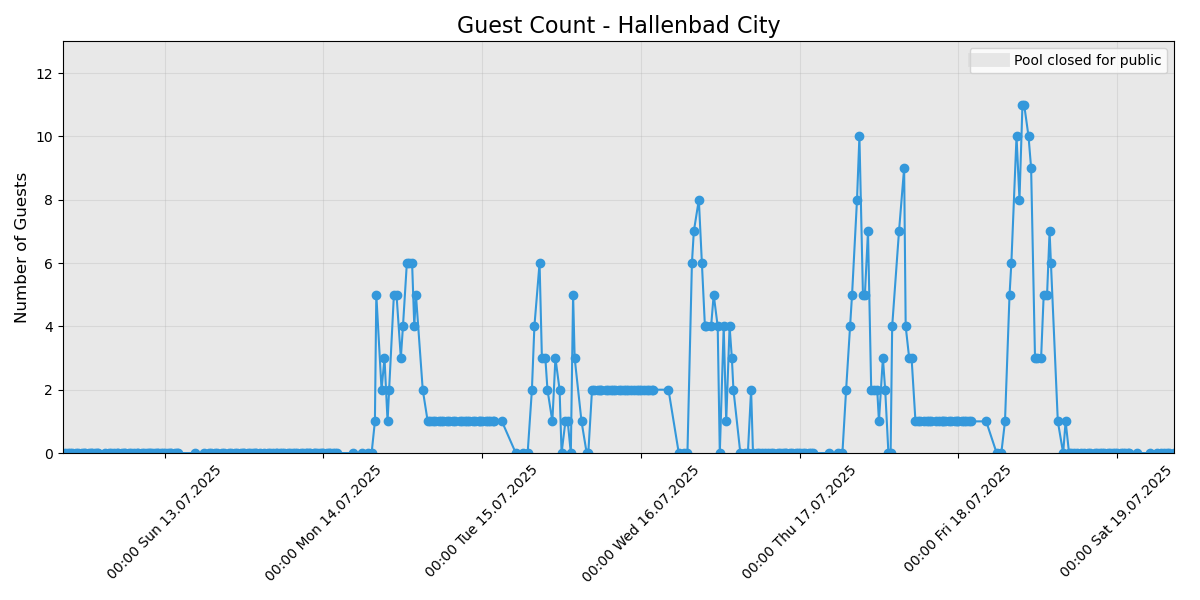 Guest Count - Hallenbad City
Pool closed for public
Number of Guests
12
10
8
6
4
2
0
00:00 Sun 13.07.2025
00:00 Mon 14.07.2025
00:00 Tue 15.07.2025
00:00 Wed 16.07.2025
00:00 Thu 17.07.2025
00:00 Fri 18.07.2025
00:00 Sat 19.07.2025